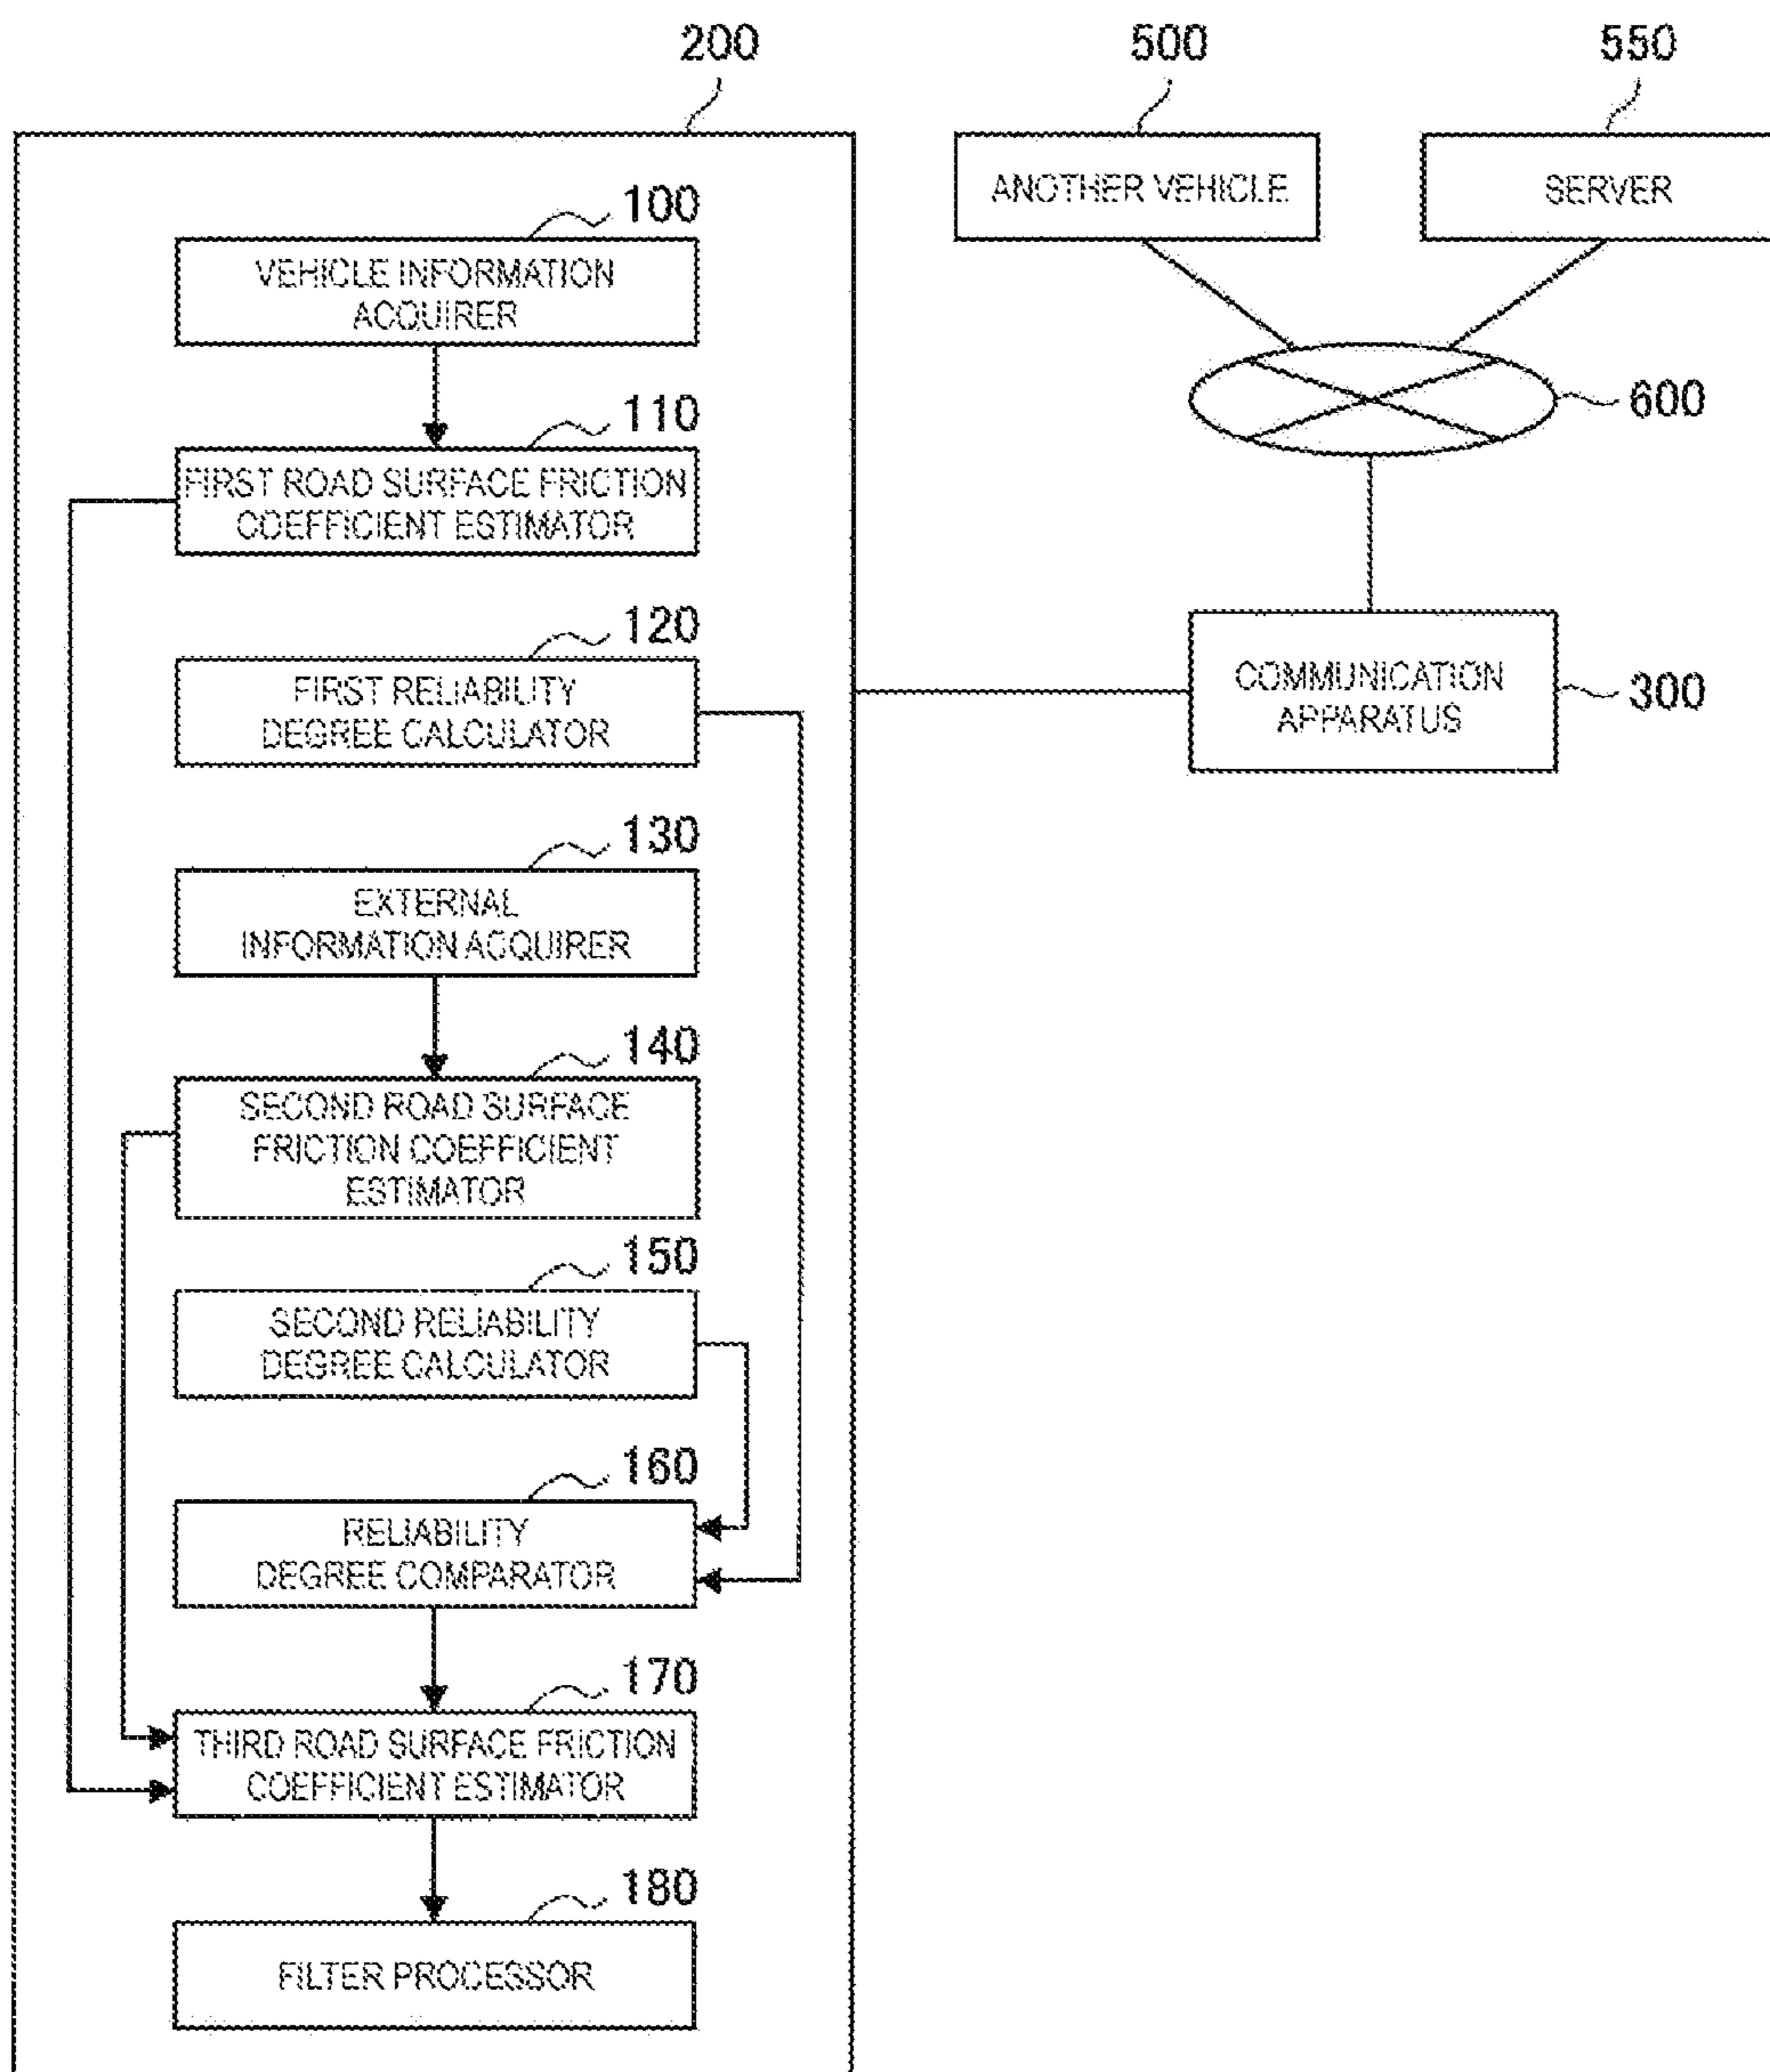 200
500
550
ANOTHER VEHICLE
SERVER
100
VEHICLE INFORMATION
ACQUIRER
600
110
FIRST ROAD SURFACE FRICTION
COEFFICIENT ESTIMATOR
120
FIRST RELIABILITY
DEGREE CALCULATOR
COMMUNICATION
APPARATUS
300
130
EXTERNAL
INFORMATION ACQUIRER
140
SECOND ROAD SURFACE
FRICTION COEFFICIENT
ESTIMATOR
150
SECOND RELIABILITY
DEGREE CALCULATOR
160
RELIABILITY
DEGREE COMPARATOR
170
THIRD ROAD SURFACE FRICTION
COEFFICIENT ESTIMATOR
180
FILTER PROCESSOR